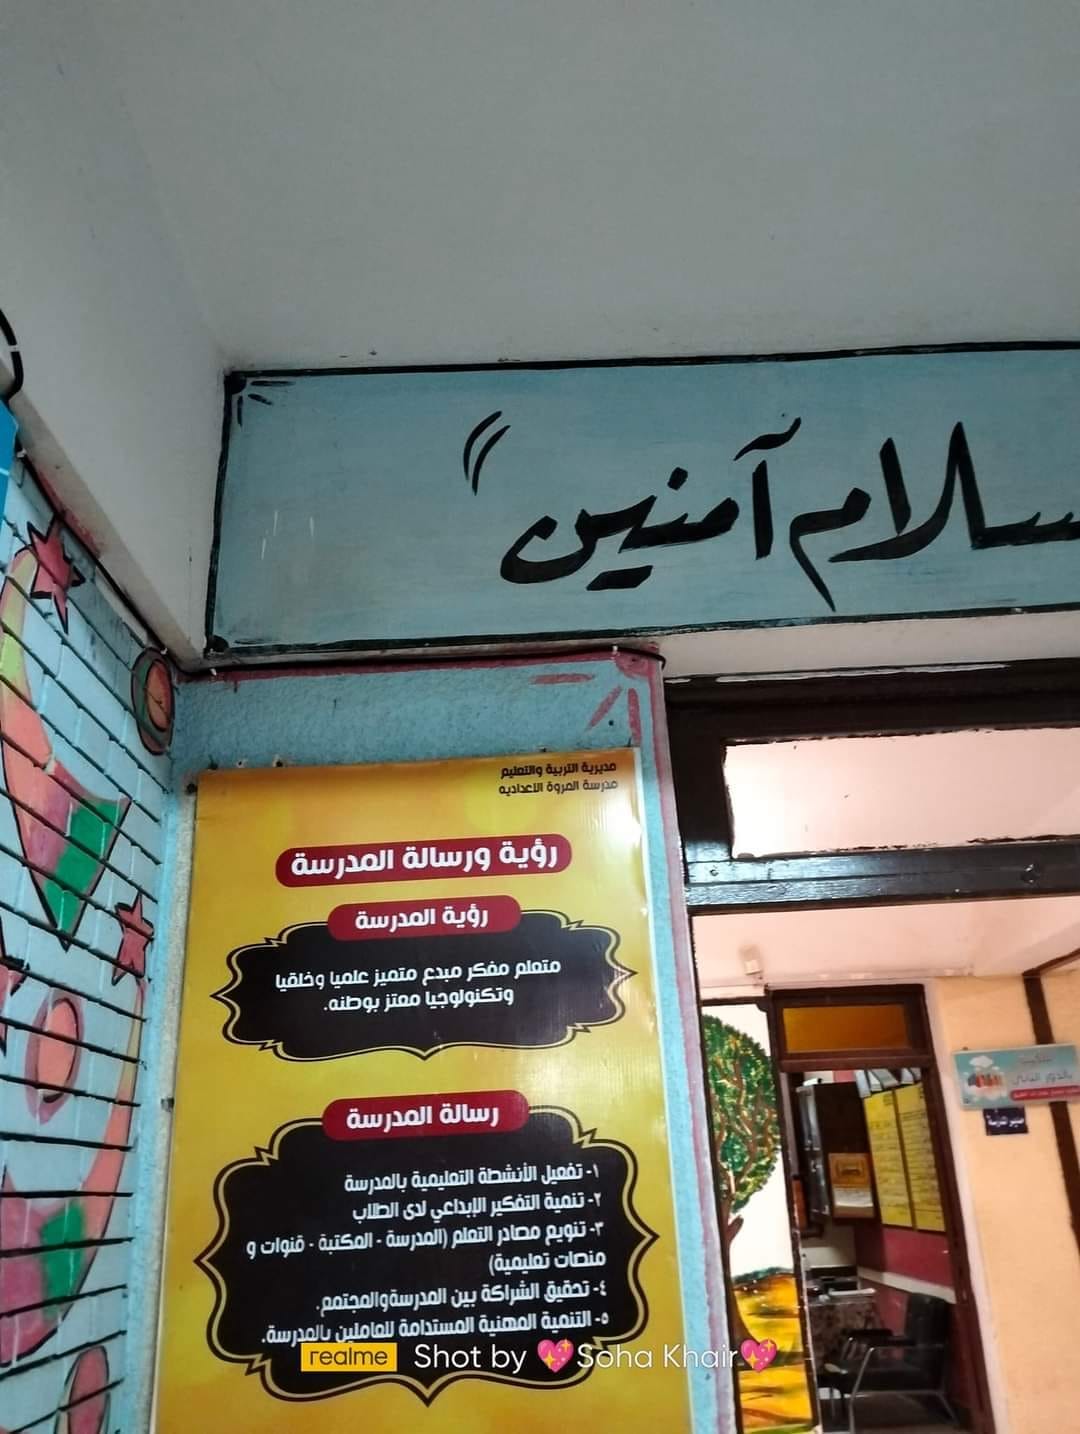 سلام آمنين"
مديرية التربية والتعليم
مدرسة المروة الاعداديه
رؤية ورسالة المدرسة
رؤية المدرسة
متعلم مفكر مبدع متميز علميا وخلقيا
وتكنولوجيا معتز بوطنه.
رسالة المدرسة
١- تفعيل الأنشطة التعليمية بالمدرسة
٢- تنمية التفكير الإبداعي لدى الطلاب
٣- تنويع مصادر التعلم (المدرسة - المكتبة - قنوات و
منصات تعليمية)
٤- تحقيق الشراكة بين المدرسةوالمجتمع.
٥- التنمية المهنية المستدامة للعاملين بالمدرسة.
مدير المدرسة
realme Shot by 💖Soha Khair💖